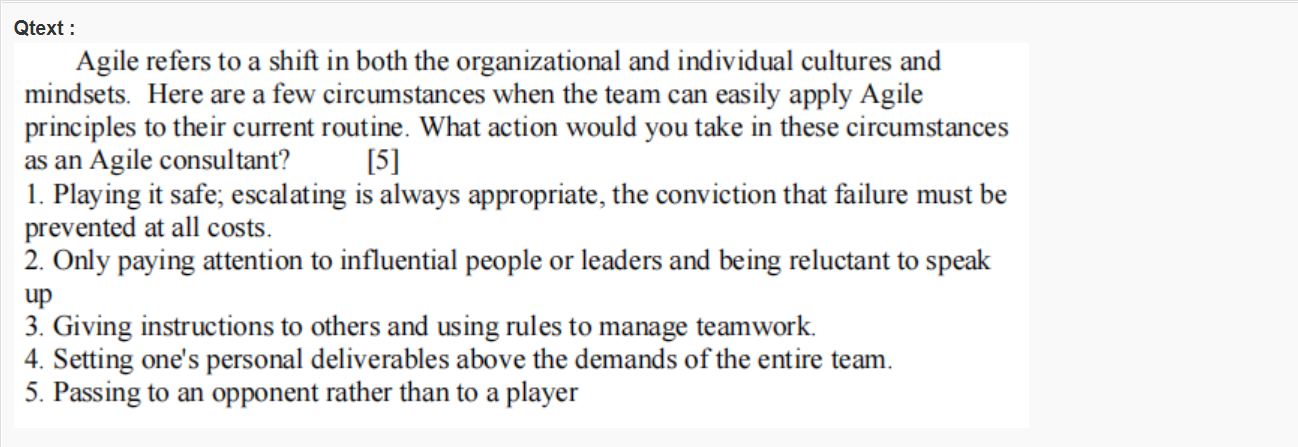 Qtext :
Agile refers to a shift in both the organizational and individual cultures and
mindsets.  Here are a few circumstances when the team can easily apply Agile
principles to their current routine. What action would you take in these circumstances
as an Agile consultant?          [5]
1. Playing it safe; escalating is always appropriate, the conviction that failure must be
prevented at all costs.
2. Only paying attention to influential people or leaders and being reluctant to speak
up
3. Giving instructions to others and using rules to manage teamwork.
4. Setting one's personal deliverables above the demands of the entire team.
5. Passing to an opponent rather than to a player